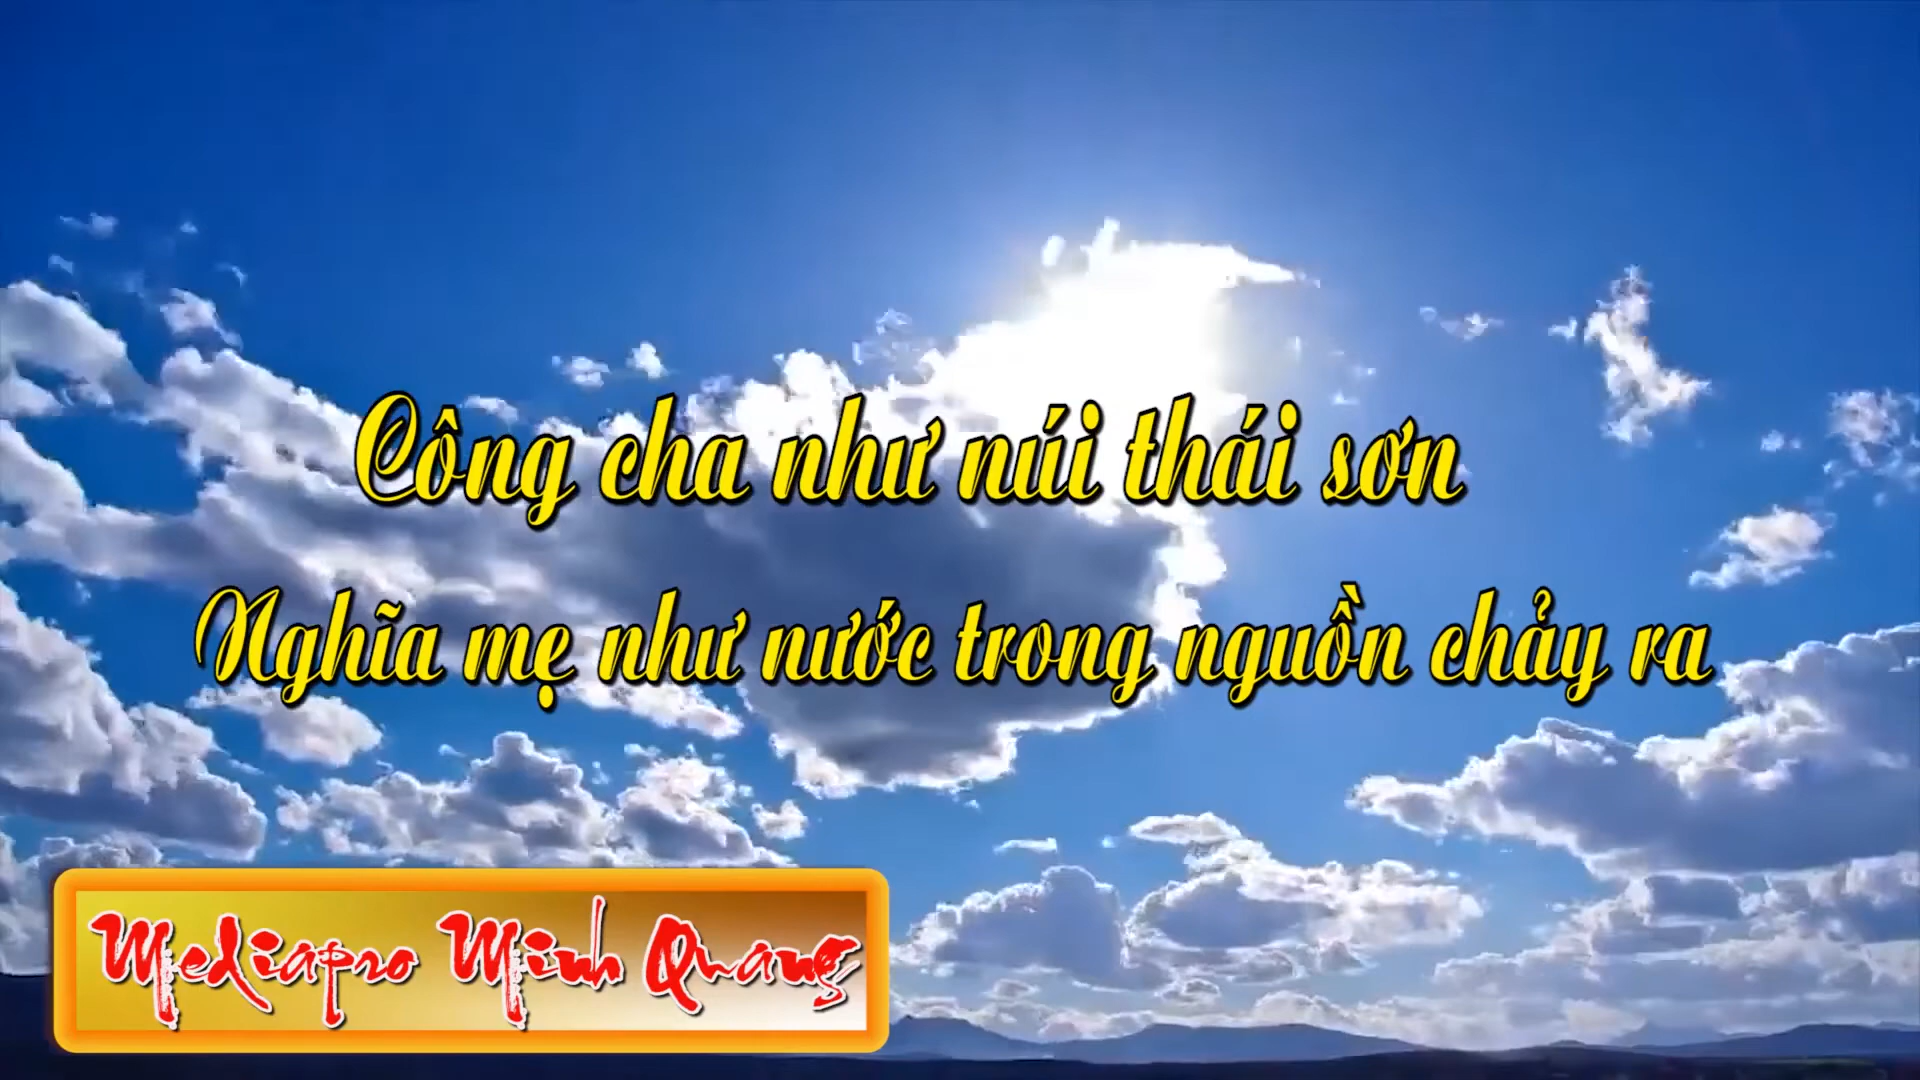 Công cha như núi thái sơn
Nghĩa mẹ như nước trong nguồn chảy ra
Mediapro Minh Quang